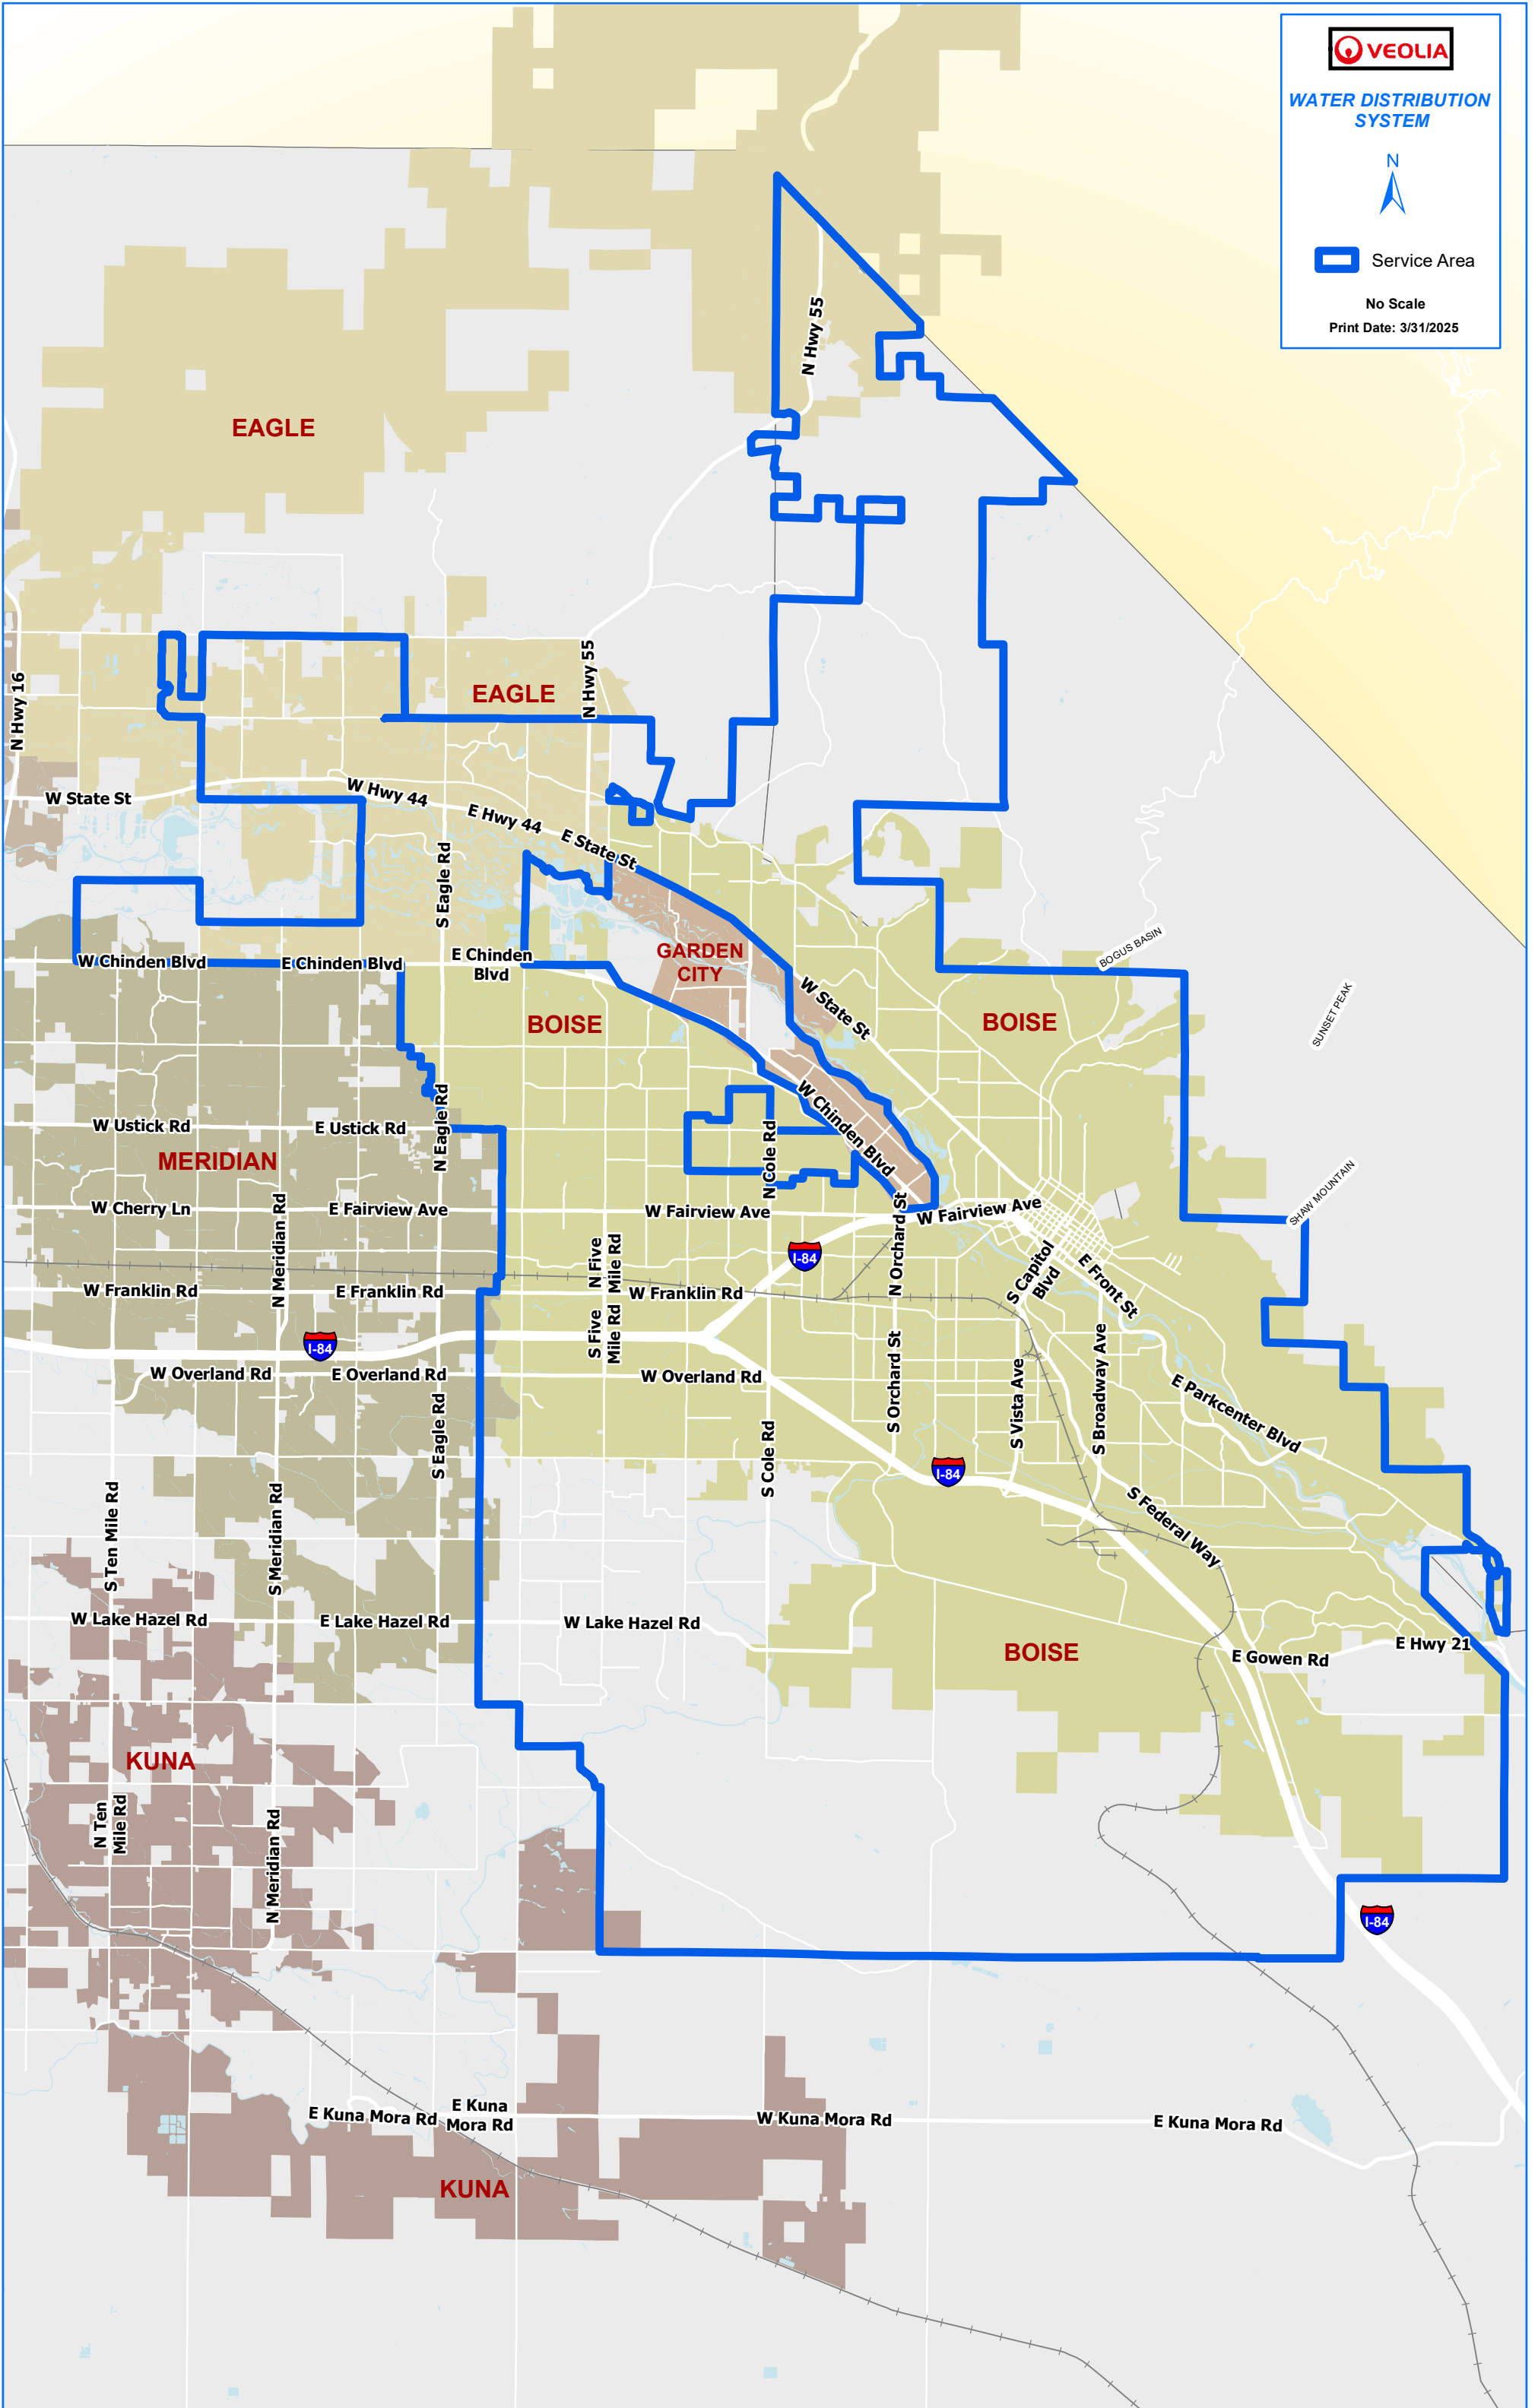 VEOLIA
WATER DISTRIBUTION
SYSTEM
N
Service Area
No Scale
Print Date: 3/31/2025
N Hwy 55
EAGLE
N Hwy 55
EAGLE
N Hwy 16
W State St
W Hwy 44
E Hwy 44
E State St
S Eagle Rd
GARDEN
CITY
E Chinden
Blvd
W Chinden Blvd
E Chinden Blvd
BOGUS BASIN
W State St
BOISE
BOISE
SUNSET PEAK
W Chinden Blvd
N Eagle Rd
W Ustick Rd
E Ustick Rd
N Cole Rd
MERIDIAN
SHAW MOUNTAIN
W Cherry Ln
E Fairview Ave
W Fairview Ave
W Fairview Ave
N Meridian Rd
N Orchard St
N Five
Mile Rd
I-84
S Capitol
Blvd
E Front St
W Franklin Rd
E Franklin Rd
W Franklin Rd
S Five
Mile Rd
I-84
W Overland Rd
E Overland Rd
W Overland Rd
S Orchard St
S Vista Ave
S Broadway Ave
E Parkcenter Blvd
S Eagle Rd
S Cole Rd
I-84
S Ten Mile Rd
S Meridian Rd
S Federal Way
W Lake Hazel Rd
E Lake Hazel Rd
W Lake Hazel Rd
BOISE
E Gowen Rd
E Hwy 21
KUNA
N Ten
Mile Rd
N Meridian Rd
I-84
E Kuna Mora Rd
E Kuna
Mora Rd
W Kuna Mora Rd
E Kuna Mora Rd
KUNA